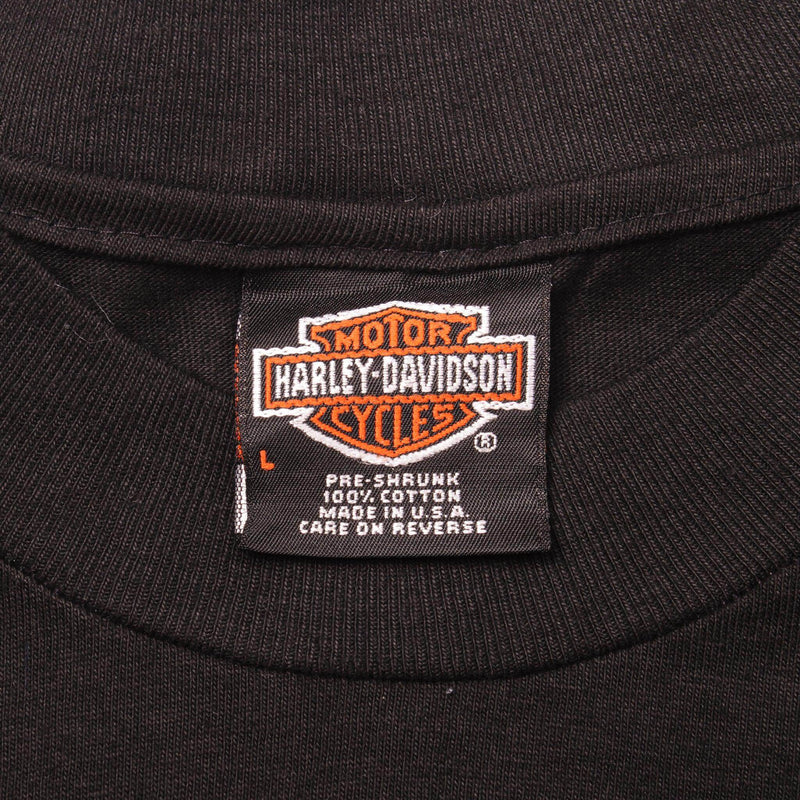 MOTOR
HARLEY-DAVIDSON
CYCLES
®
L
PRE-SHRUNK
100% COTTON
MADE IN U.S.A.
CARE ON REVERSE